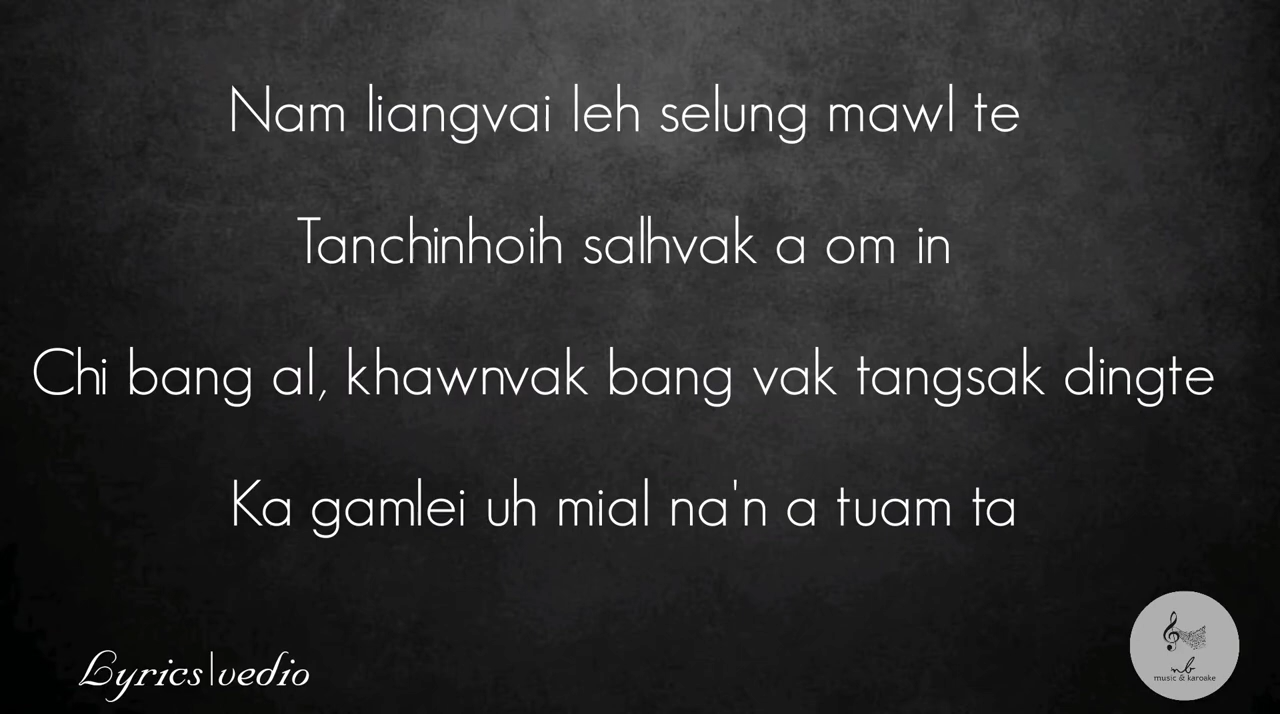 Nam liangvai leh selung mawl te
Tanchinhoih salhvak a om in
Chi bang al, khawnvak bang vak tangsak dingte
Ka gamlei uh mial na'n a tuam ta
Lyrics|vedio
nb
music & karaoke